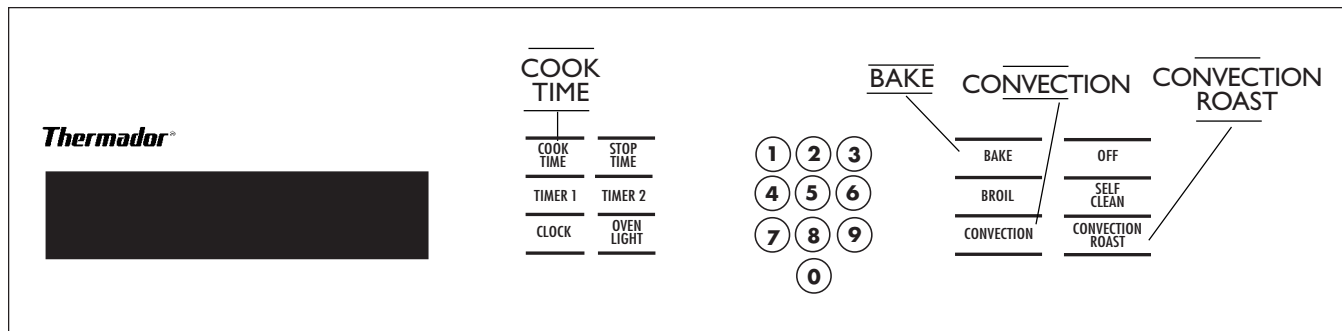 COOK
TIME
BAKE
CONVECTION
CONVECTION
ROAST
Thermador®
COOK
TIME
STOP
TIME
TIMER 1
TIMER 2
CLOCK
OVEN
LIGHT
1 2 3
4 5 6
7 8 9
0
BAKE
OFF
BROIL
SELF
CLEAN
CONVECTION
CONVECTION
ROAST